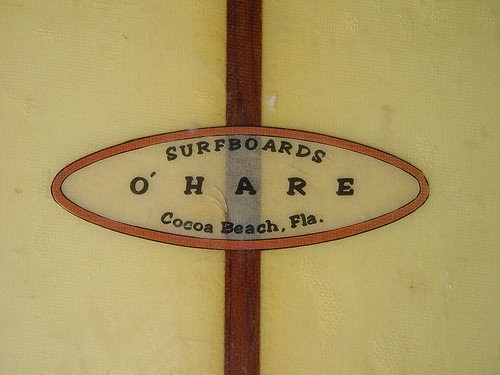 SURFBOARDS
O'HARE
Cocoa Beach, Fla.